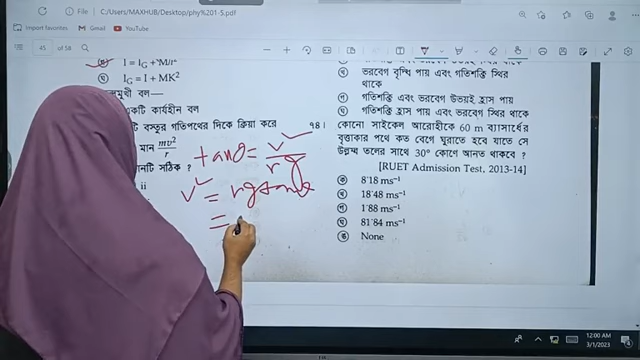 C:/Users/MAXHUB/Desktop/phy%201-5.pdf
Import favorites
Gmail
YouTube
45 of 58
I = I_G + MK²
(ঘ) I_G = I + MK²
মুখী বল—
একটি কার্যহীন বল
টি বস্তুর গতিপথের দিকে ক্রিয়া করে
মান mv²/r
নটি সঠিক ?
ii
tanθ = v²/rg
v² = rg tanθ
=
(খ) ভরবেগ বৃদ্ধি পায় এবং গতিশক্তি স্থির
থাকে
(গ) গতিশক্তি এবং ভরবেগ উভয়ই হ্রাস পায়
(ঘ) গতিশক্তি হ্রাস পায় এবং ভরবেগ স্থির থাকে
৭৪। কোনো সাইকেল আরোহীকে 60 m ব্যাসার্ধের
বৃত্তাকার পথে কত বেগে ঘুরাতে হবে যাতে সে
উল্লম্ব তলের সাথে 30° কোণে আনত থাকবে ?
[RUET Admission Test, 2013-14]
(ক) 8·18 ms⁻¹
(খ) 18·48 ms⁻¹
(গ) 1·88 ms⁻¹
(ঘ) 81·84 ms⁻¹
(ঙ) None
12:00 AM
3/1/2023